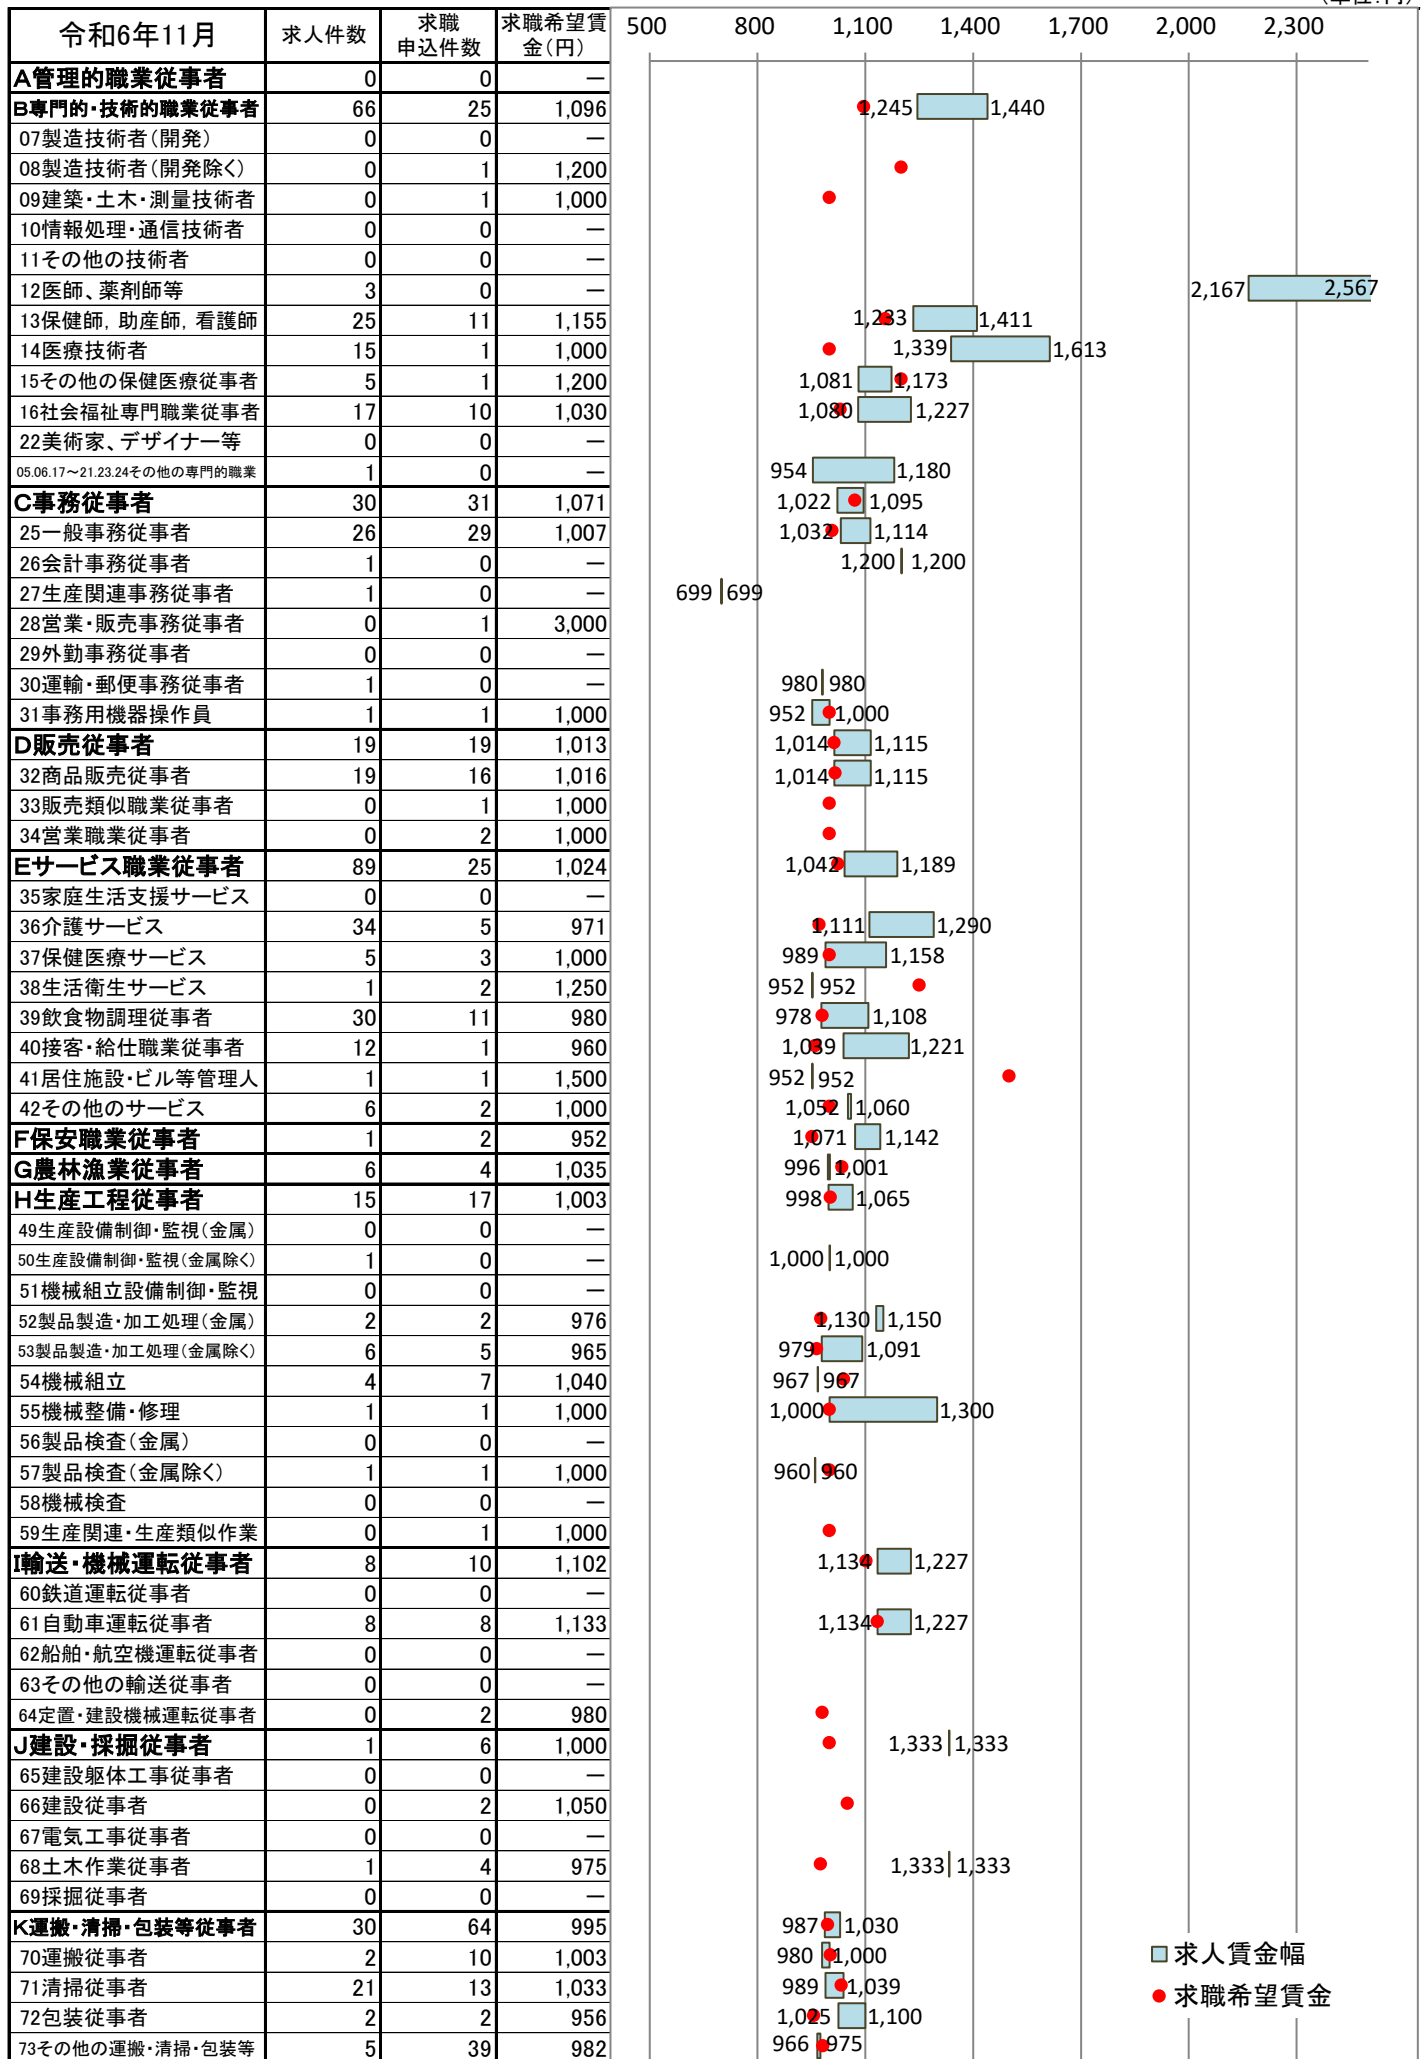 (単位:円)
令和6年11月 求人件数 求職申込件数 求職希望賃金(円) 500 800 1,100 1,400 1,700 2,000 2,300
A管理的職業従事者 0 0 ―
B専門的・技術的職業従事者 66 25 1,096 1,245 1,440
07製造技術者(開発) 0 0 ―
08製造技術者(開発除く) 0 1 1,200
09建築・土木・測量技術者 0 1 1,000
10情報処理・通信技術者 0 0 ―
11その他の技術者 0 0 ―
12医師、薬剤師等 3 0 ― 2,167 2,567
13保健師, 助産師, 看護師 25 11 1,155 1,233 1,411
14医療技術者 15 1 1,000 1,339 1,613
15その他の保健医療従事者 5 1 1,200 1,081 1,173
16社会福祉専門職業従事者 17 10 1,030 1,080 1,227
22美術家、デザイナー等 0 0 ―
05.06.17～21.23.24その他の専門的職業 1 0 ― 954 1,180
C事務従事者 30 31 1,071 1,022 1,095
25一般事務従事者 26 29 1,007 1,032 1,114
26会計事務従事者 1 0 ― 1,200 1,200
27生産関連事務従事者 1 0 ― 699 699
28営業・販売事務従事者 0 1 3,000
29外勤事務従事者 0 0 ―
30運輸・郵便事務従事者 1 0 ― 980 980
31事務用機器操作員 1 1 1,000 952 1,000
D販売従事者 19 19 1,013 1,014 1,115
32商品販売従事者 19 16 1,016 1,014 1,115
33販売類似職業従事者 0 1 1,000
34営業職業従事者 0 2 1,000
Eサービス職業従事者 89 25 1,024 1,042 1,189
35家庭生活支援サービス 0 0 ―
36介護サービス 34 5 971 1,111 1,290
37保健医療サービス 5 3 1,000 989 1,158
38生活衛生サービス 1 2 1,250 952 952
39飲食物調理従事者 30 11 980 978 1,108
40接客・給仕職業従事者 12 1 960 1,039 1,221
41居住施設・ビル等管理人 1 1 1,500 952 952
42その他のサービス 6 2 1,000 1,052 1,060
F保安職業従事者 1 2 952 1,071 1,142
G農林漁業従事者 6 4 1,035 996 1,001
H生産工程従事者 15 17 1,003 998 1,065
49生産設備制御・監視(金属) 0 0 ―
50生産設備制御・監視(金属除く) 1 0 ― 1,000 1,000
51機械組立設備制御・監視 0 0 ―
52製品製造・加工処理(金属) 2 2 976 1,130 1,150
53製品製造・加工処理(金属除く) 6 5 965 979 1,091
54機械組立 4 7 1,040 967 967
55機械整備・修理 1 1 1,000 1,000 1,300
56製品検査(金属) 0 0 ―
57製品検査(金属除く) 1 1 1,000 960 960
58機械検査 0 0 ―
59生産関連・生産類似作業 0 1 1,000
I輸送・機械運転従事者 8 10 1,102 1,134 1,227
60鉄道運転従事者 0 0 ―
61自動車運転従事者 8 8 1,133 1,134 1,227
62船舶・航空機運転従事者 0 0 ―
63その他の輸送従事者 0 0 ―
64定置・建設機械運転従事者 0 2 980
J建設・採掘従事者 1 6 1,000 1,333 1,333
65建設躯体工事従事者 0 0 ―
66建設従事者 0 2 1,050
67電気工事従事者 0 0 ―
68土木作業従事者 1 4 975 1,333 1,333
69採掘従事者 0 0 ―
K運搬・清掃・包装等従事者 30 64 995 987 1,030
70運搬従事者 2 10 1,003 980 1,000
71清掃従事者 21 13 1,033 989 1,039
72包装従事者 2 2 956 1,025 1,100
73その他の運搬・清掃・包装等 5 39 982 966 975
求人賃金幅
求職希望賃金